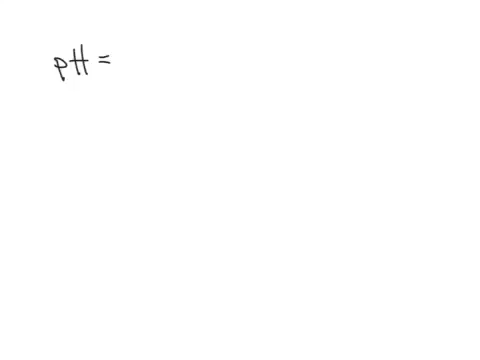 pH =